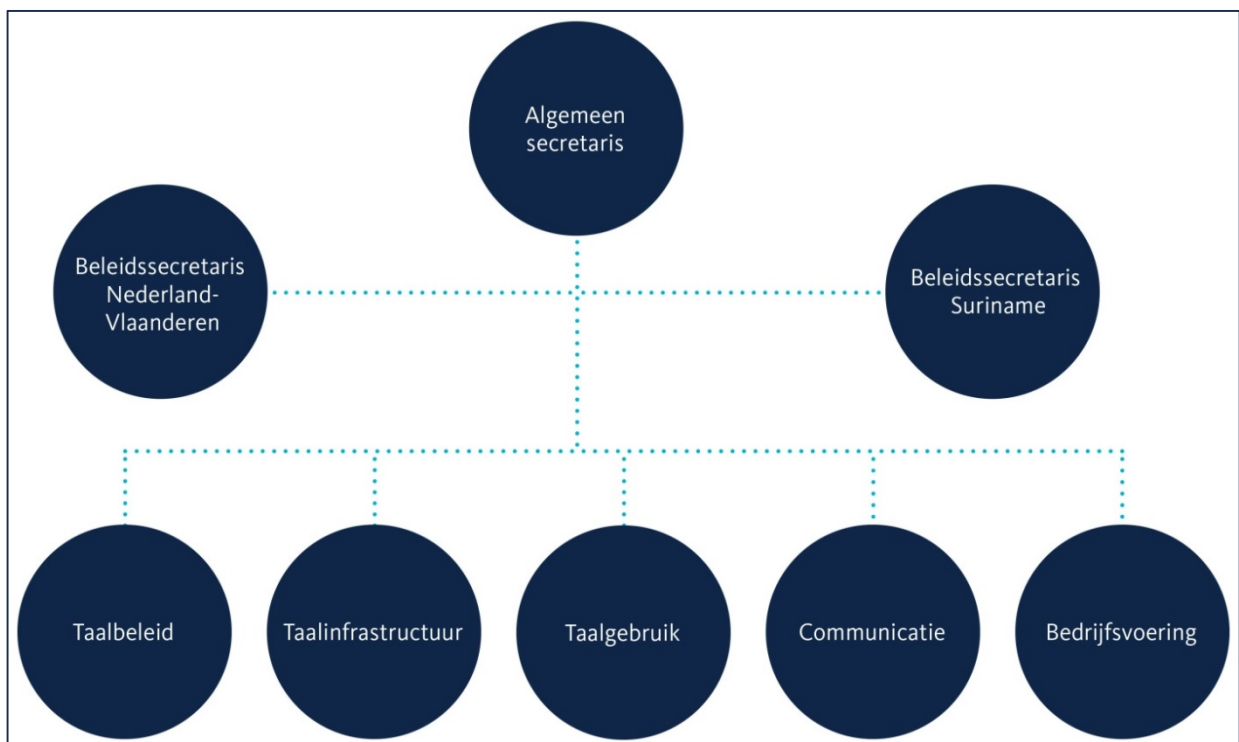 Algemeen
secretaris
Beleidssecretaris
Nederland-
Vlaanderen
Beleidssecretaris
Suriname
Taalbeleid
Taalinfrastructuur
Taalgebruik
Communicatie
Bedrijfsvoering